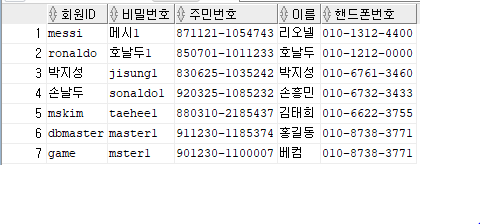 회원ID 비밀번호 주민번호 이름 핸드폰번호
1 messi 메시1 871121-1054743 리오넬 010-1312-4400
2 ronaldo 호날두1 850701-1011233 호날두 010-1212-0000
3 박지성 jisung1 830625-1035242 박지성 010-6761-3460
4 손날두 sonaldo1 920325-1085232 손흥민 010-6732-3433
5 mskim taehee1 880310-2185437 김태희 010-6622-3755
6 dbmaster master1 911230-1185374 홍길동 010-8738-3771
7 game mster1 901230-1100007 베컴 010-8738-3771